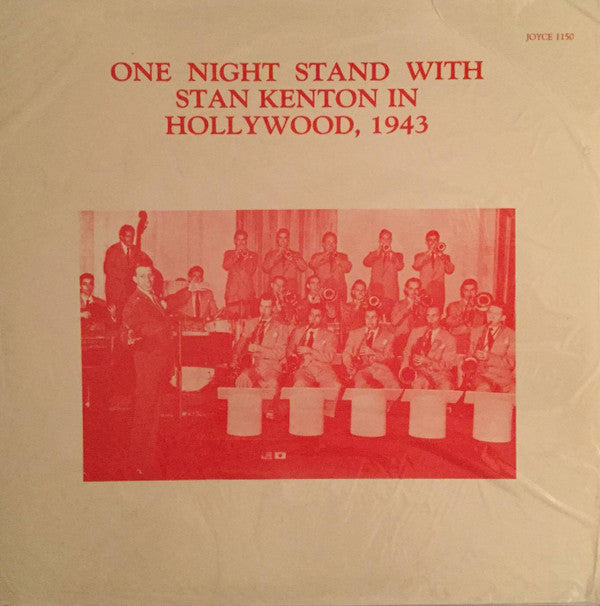 JOYCE 1150
ONE NIGHT STAND WITH
STAN KENTON IN
HOLLYWOOD, 1943